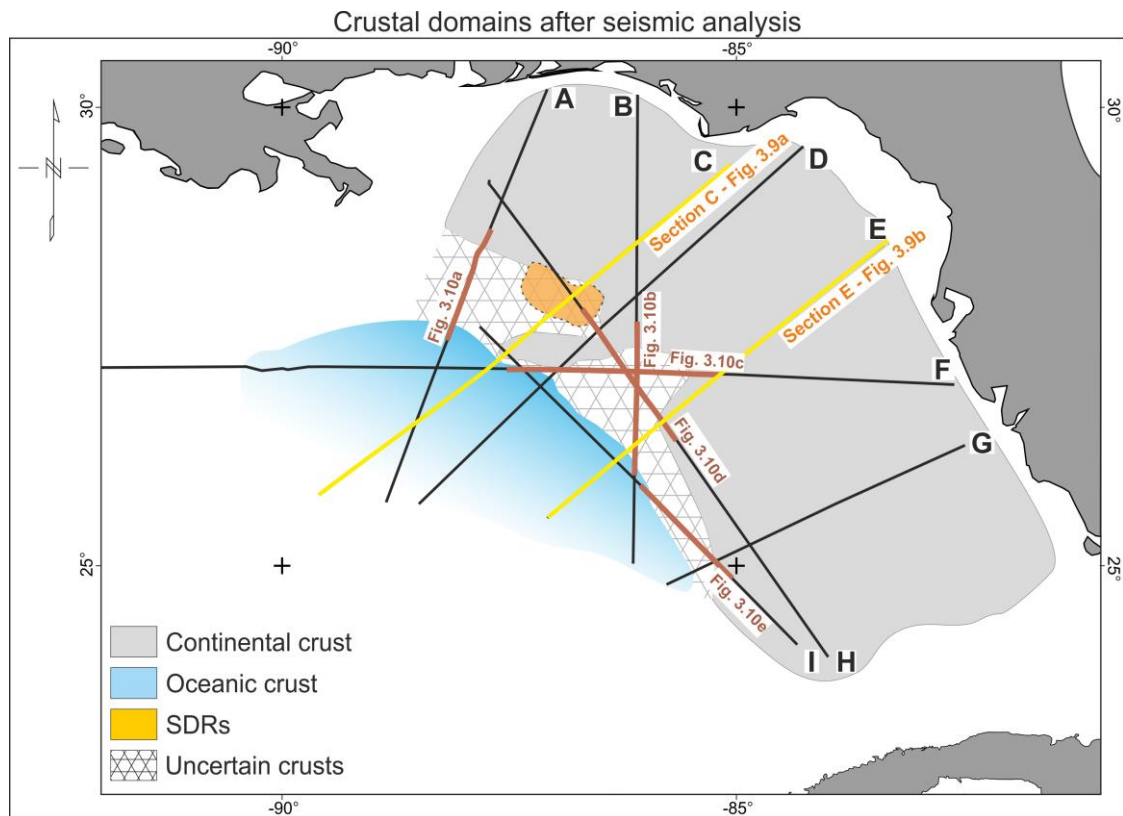 Crustal domains after seismic analysis
-90°
-85°
30°
30°
N
A
B
C
D
Section C - Fig. 3.9a
E
Section E - Fig. 3.9b
Fig. 3.10a
Fig. 3.10b
Fig. 3.10c
F
Fig. 3.10d
G
25°
25°
Fig. 3.10e
I
H
Continental crust
Oceanic crust
SDRs
Uncertain crusts
-90°
-85°